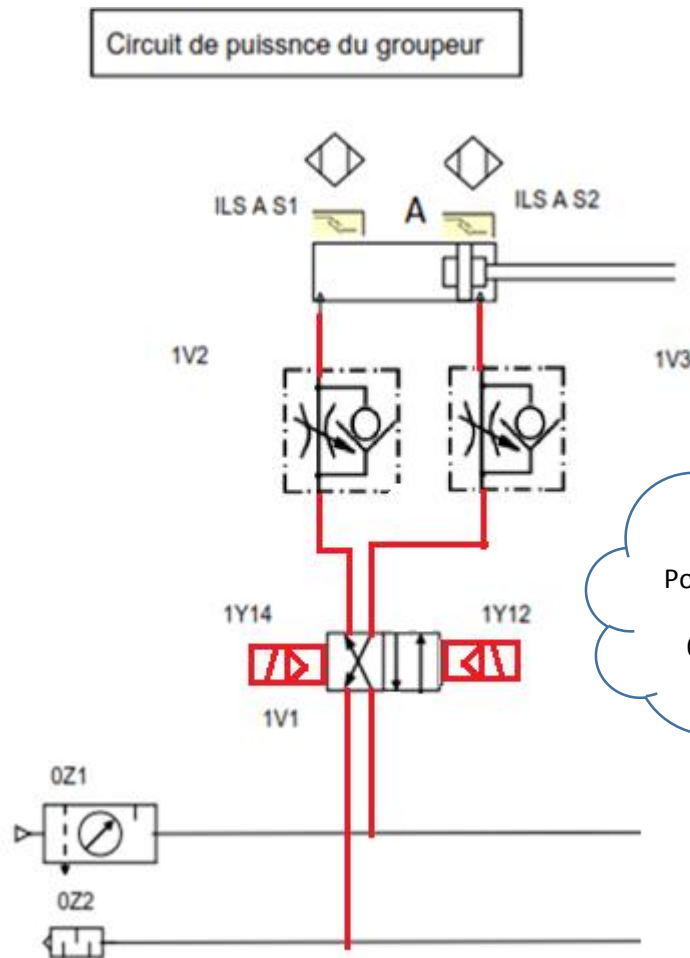 Circuit de puissnce du groupeur
ILS A S1
A
ILS A S2
1V2
1V3
Po
1Y14
1Y12
1V1
0Z1
0Z2